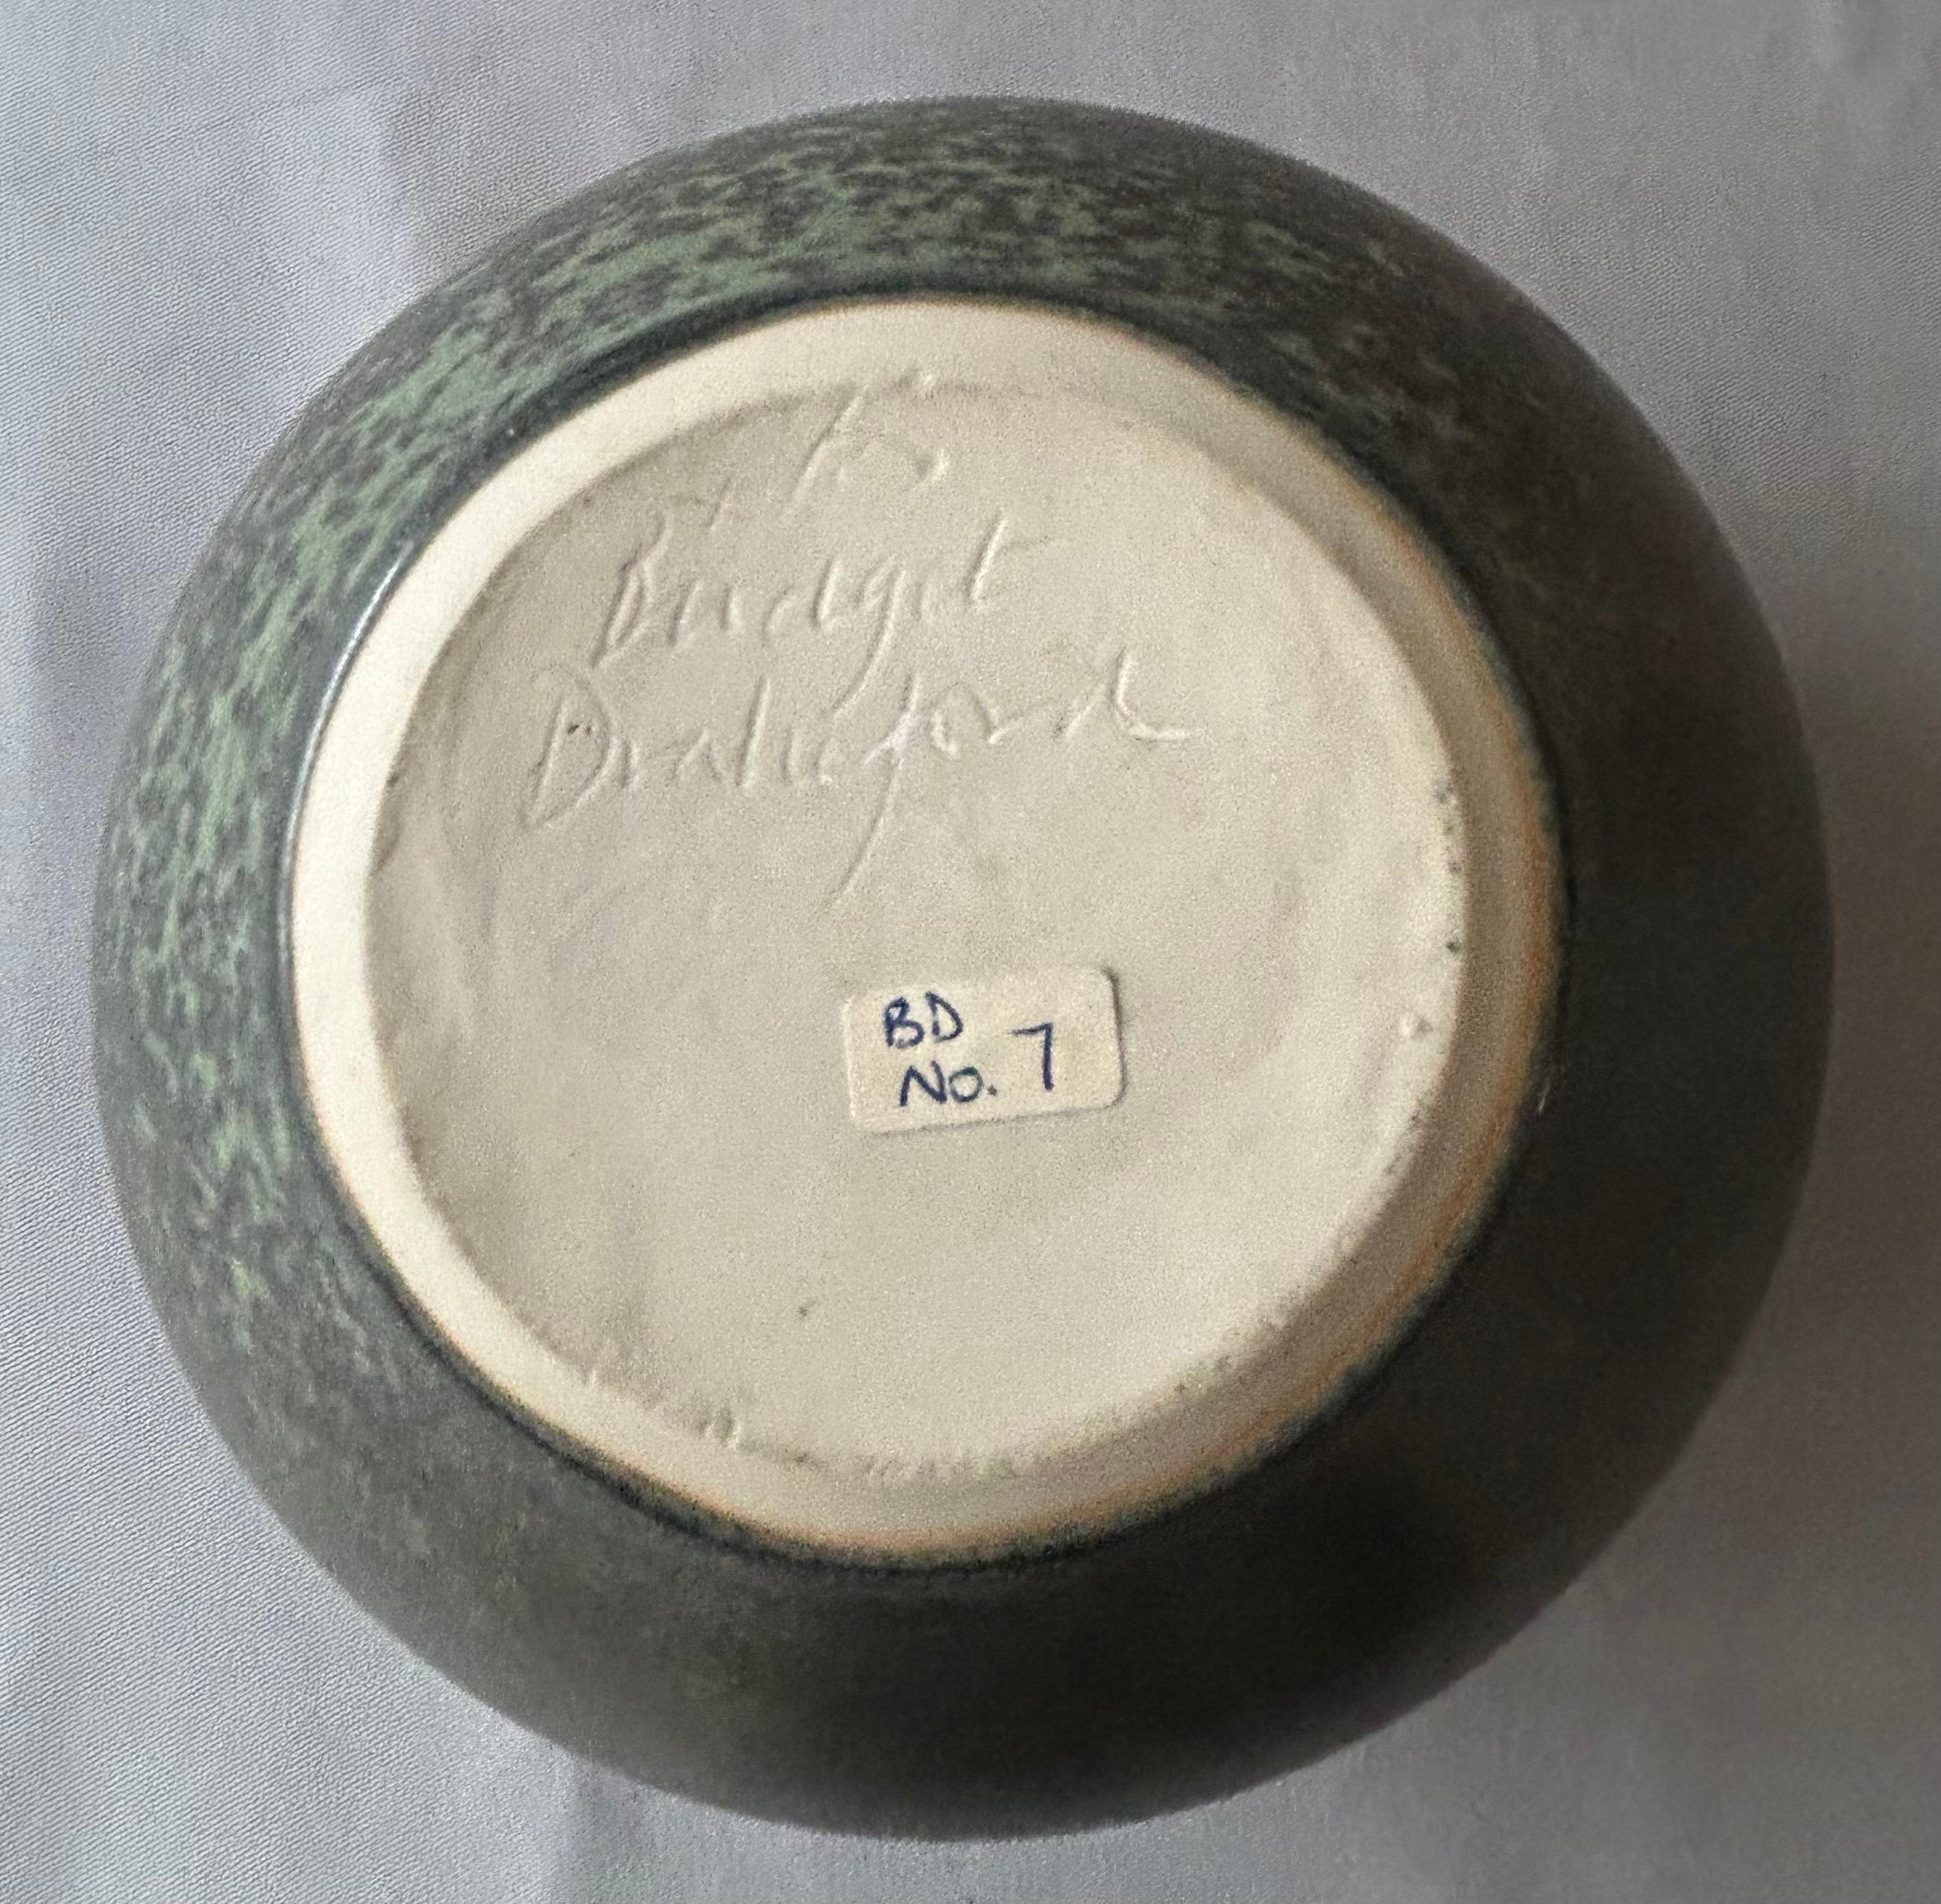 Bridget
Drakeford
BD
No. 7